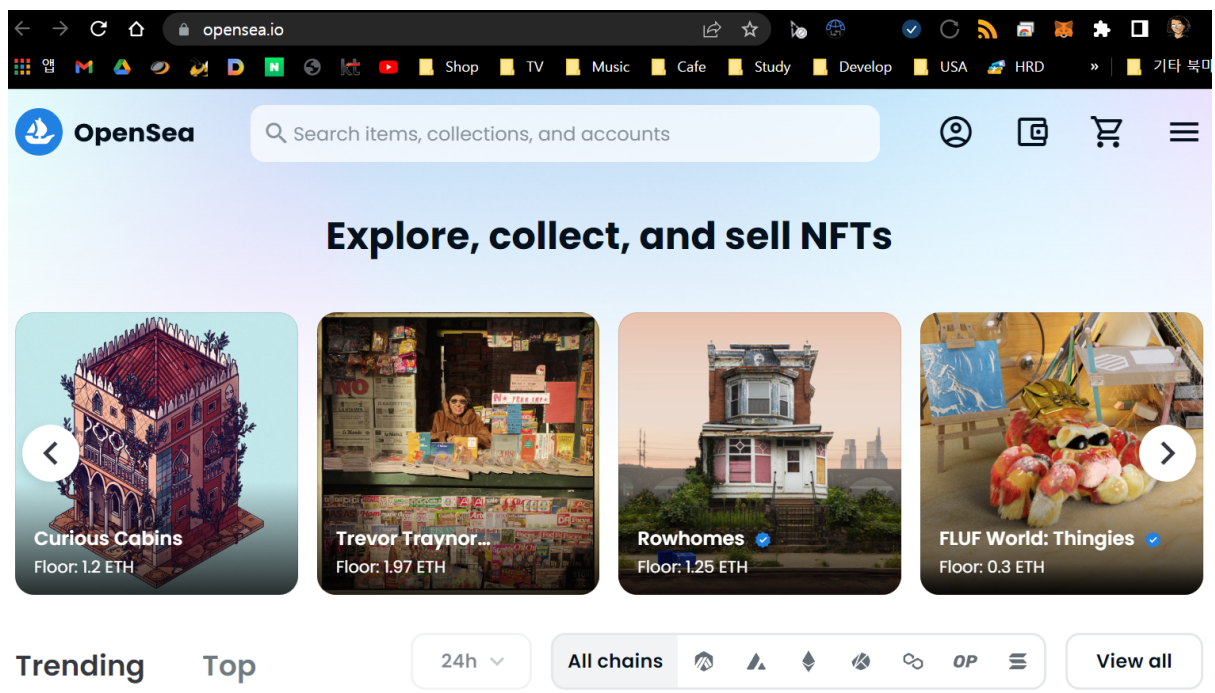 opensea.io
앱
Shop
TV
Music
Cafe
Study
Develop
USA
HRD
»
기타 북마
OpenSea
Search items, collections, and accounts
Explore, collect, and sell NFTs
Curious Cabins
Floor: 1.2 ETH
Trevor Traynor...
Floor: 1.97 ETH
Rowhomes
Floor: 1.25 ETH
FLUF World: Thingies
Floor: 0.3 ETH
Trending
Top
24h
All chains
OP
View all